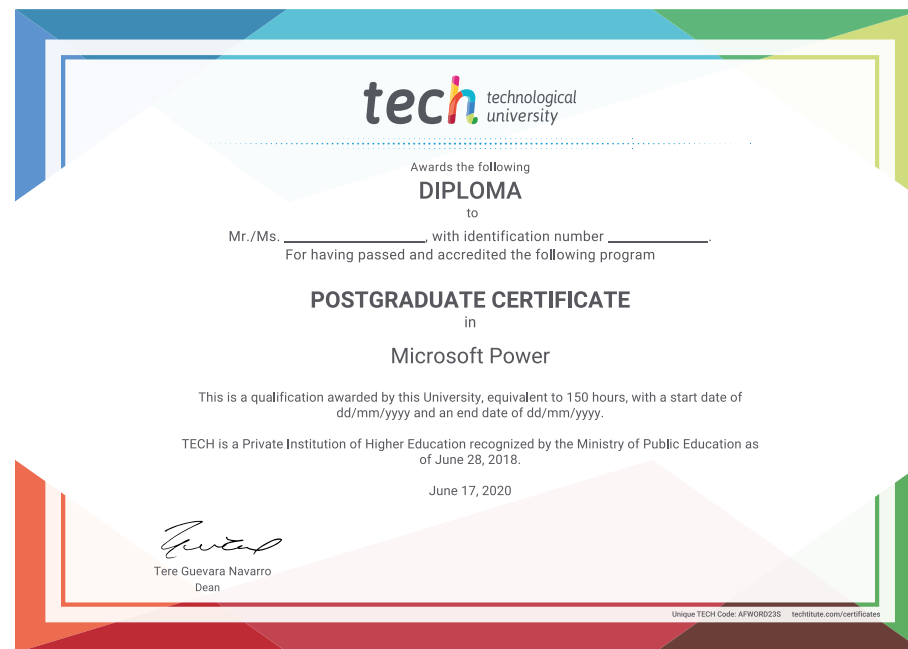 tech technological
university
Awards the following
DIPLOMA
to
Mr./Ms. ____________________, with identification number ______________.
For having passed and accredited the following program
POSTGRADUATE CERTIFICATE
in
Microsoft Power
This is a qualification awarded by this University, equivalent to 150 hours, with a start date of
dd/mm/yyyy and an end date of dd/mm/yyyy.
TECH is a Private Institution of Higher Education recognized by the Ministry of Public Education as
of June 28, 2018.
June 17, 2020
Tere Guevara Navarro
Dean
Unique TECH Code: AFWORD23S techtitute.com/certificates